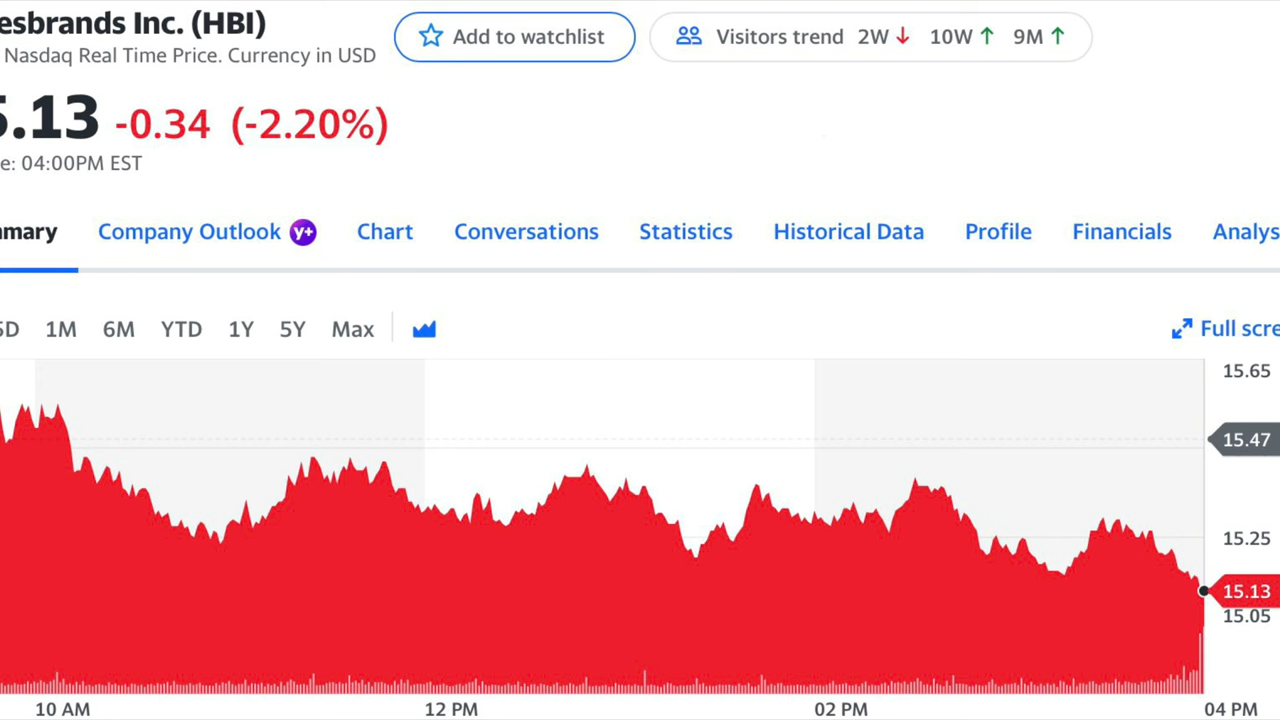 esbrands Inc. (HBI)
Nasdaq Real Time Price. Currency in USD
Add to watchlist
Visitors trend 2W ↓ 10W ↑ 9M ↑
5.13 -0.34 (-2.20%)
e: 04:00PM EST
mmary Company Outlook y+ Chart Conversations Statistics Historical Data Profile Financials Analys
5D 1M 6M YTD 1Y 5Y Max
Full scre
15.65
15.47
15.25
15.13
15.05
10 AM 12 PM 02 PM 04 PM